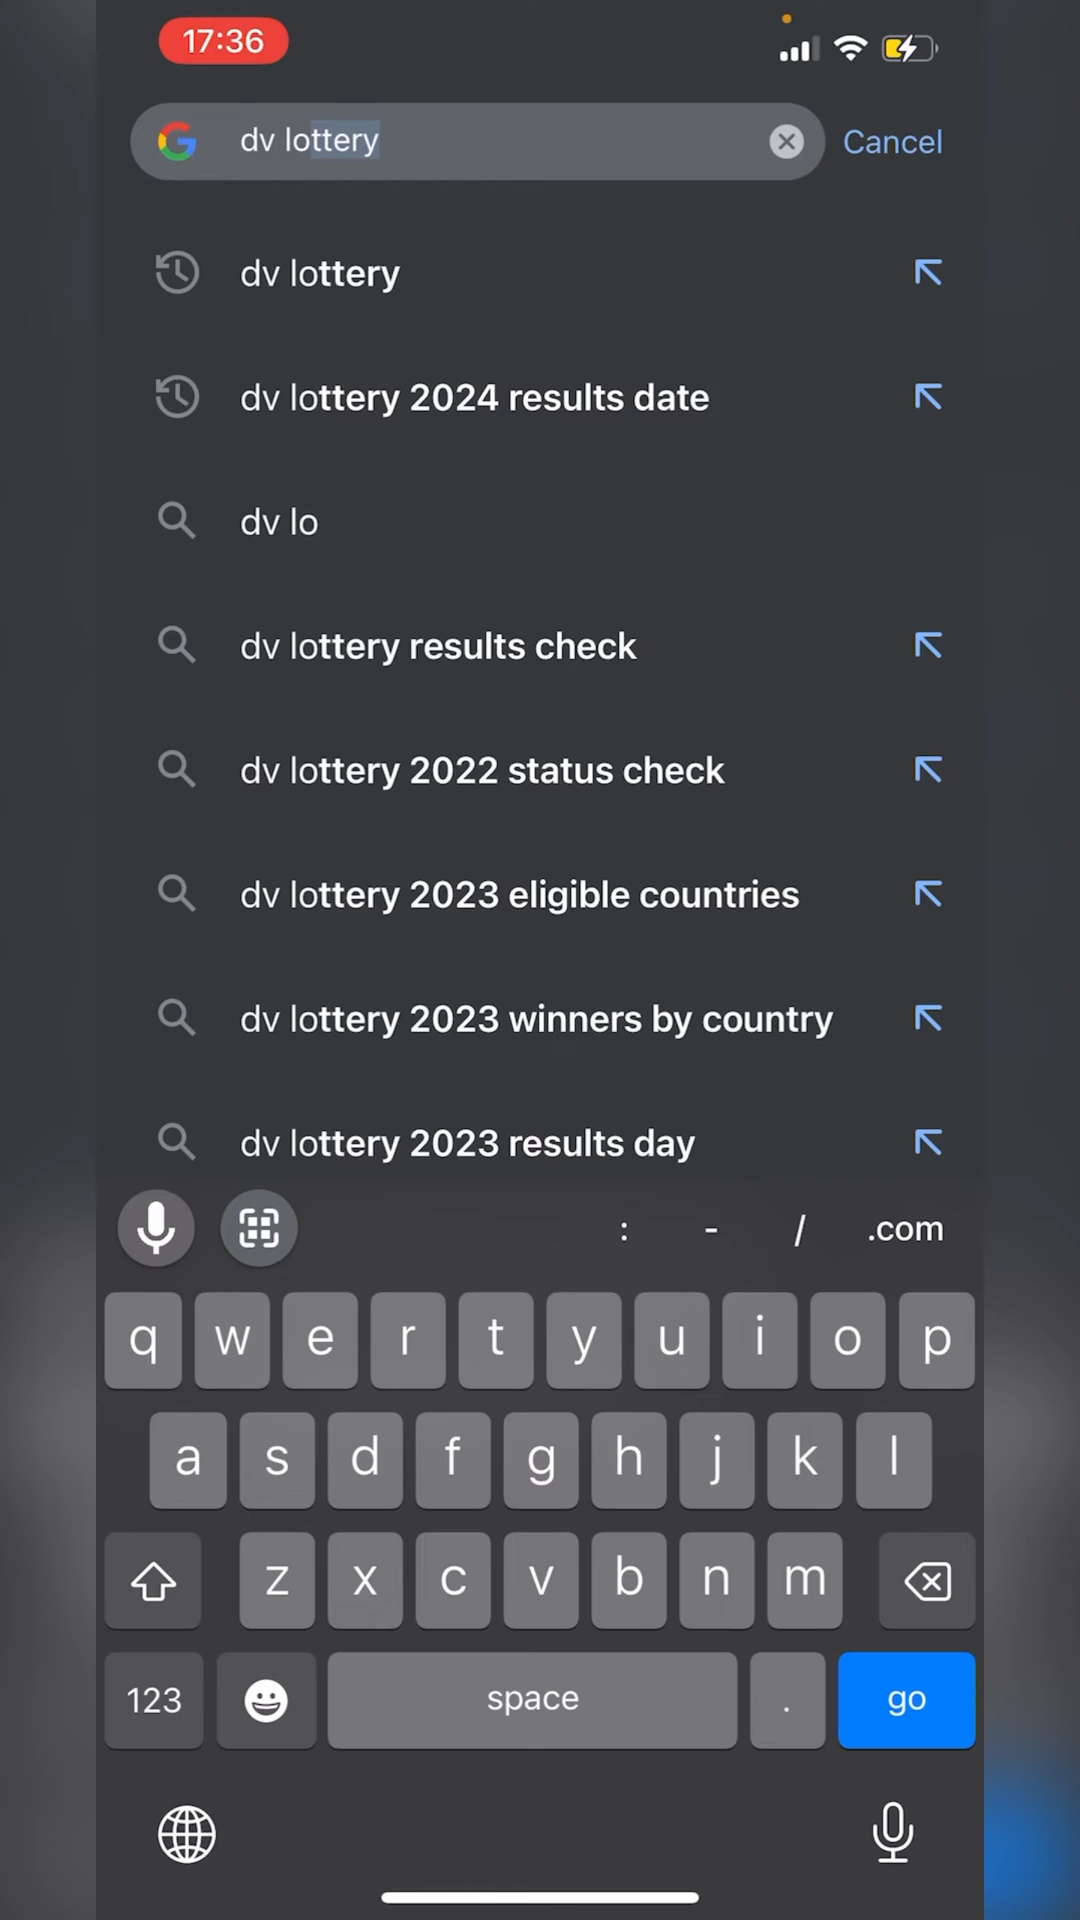 17:36
dv lottery
Cancel
dv lottery
dv lottery 2024 results date
dv lo
dv lottery results check
dv lottery 2022 status check
dv lottery 2023 eligible countries
dv lottery 2023 winners by country
dv lottery 2023 results day
: - / .com
q w e r t y u i o p
a s d f g h j k l
z x c v b n m
123 space . go